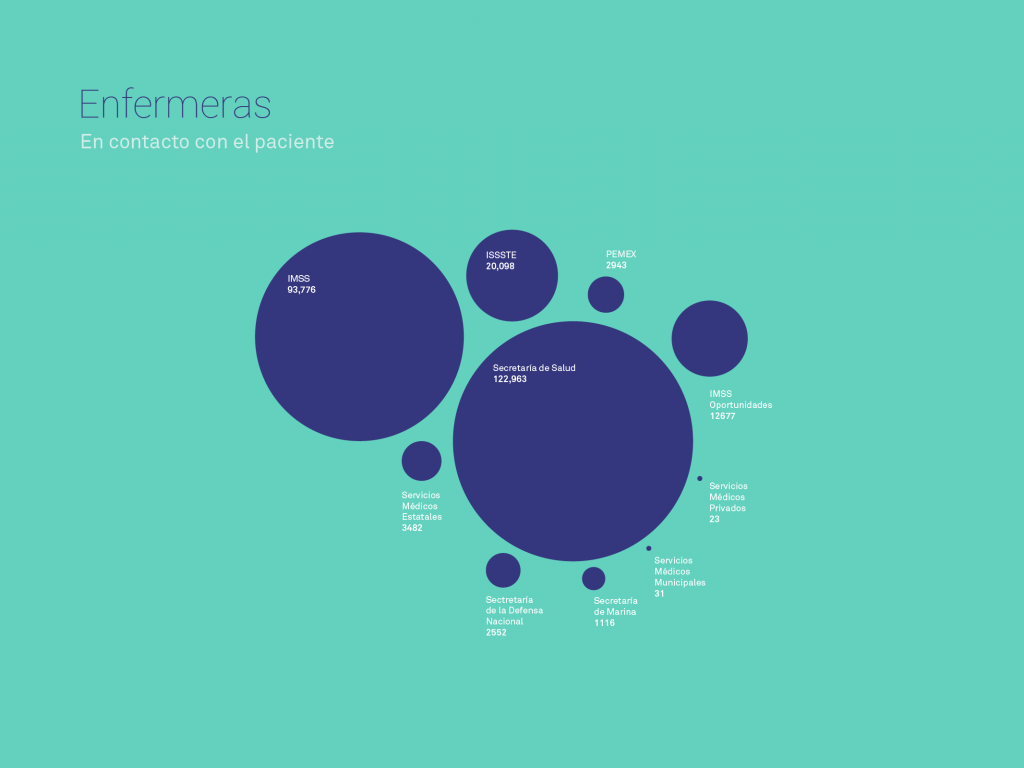 Enfermeras
En contacto con el paciente
IMSS
93,776
ISSSTE
20,098
PEMEX
2943
Secretaría de Salud
122,963
IMSS
Oportunidades
12677
Servicios
Médicos
Estatales
3482
Servicios
Médicos
Privados
23
Servicios
Médicos
Municipales
31
Sectretaría
de la Defensa
Nacional
2552
Secretaría
de Marina
1116